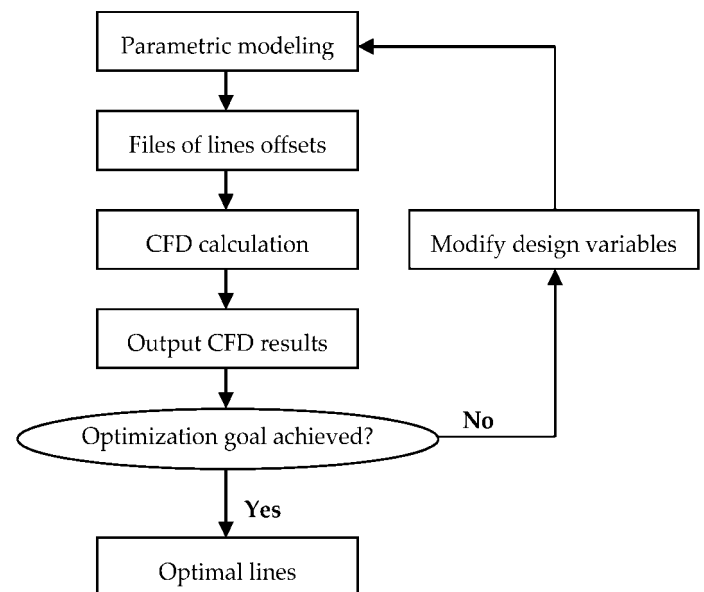 Parametric modeling
Files of lines offsets
CFD calculation
Modify design variables
Output CFD results
Optimization goal achieved?
No
Yes
Optimal lines